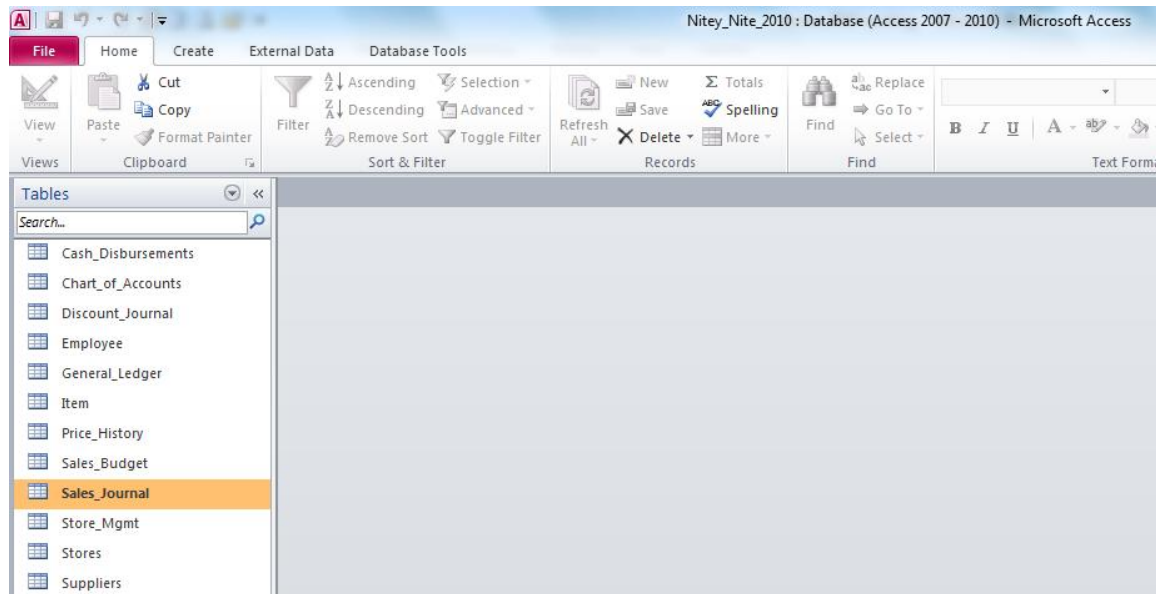 A
Nitey_Nite_2010 : Database (Access 2007 - 2010) - Microsoft Access
File Home Create External Data Database Tools
Cut Ascending Selection New Totals Replace
Copy Descending Advanced Save Spelling Go To
View Paste Format Painter Filter Remove Sort Toggle Filter Refresh All Delete More Find Select B I U A
Views Clipboard Sort & Filter Records Find Text Forma
Tables
Search...
Cash_Disbursements
Chart_of_Accounts
Discount_Journal
Employee
General_Ledger
Item
Price_History
Sales_Budget
Sales_Journal
Store_Mgmt
Stores
Suppliers